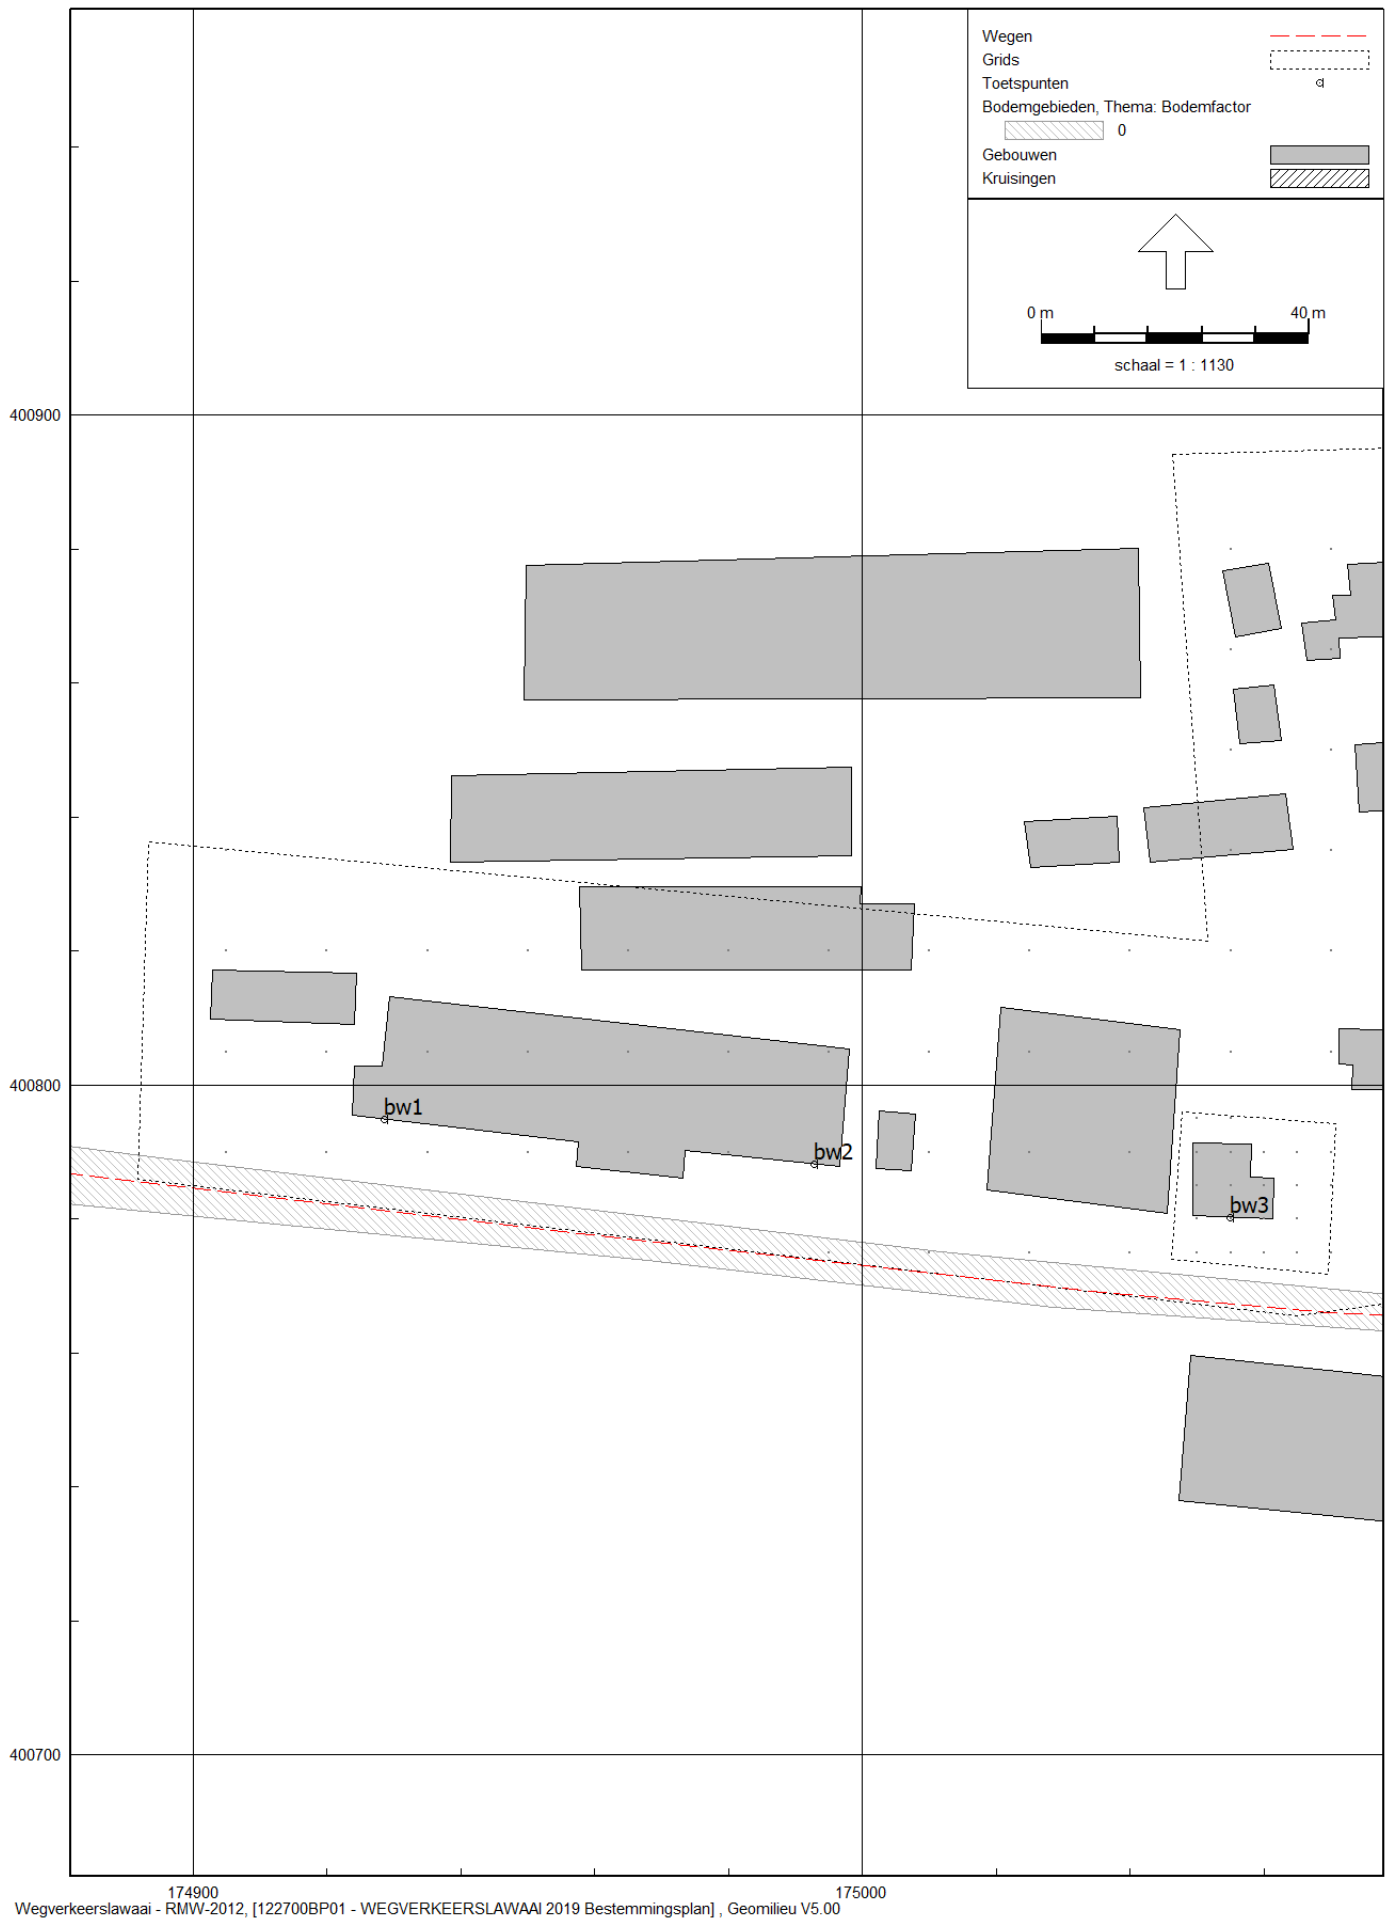 Wegen
Grids
Toetspunten
Bodemgebieden, Thema: Bodemfactor
0
Gebouwen
Kruisingen
0 m 40 m
schaal = 1 : 1130
400900
400800
bw1
bw2
bw3
400700
174900 175000
Wegverkeerslawaai - RMW-2012, [122700BP01 - WEGVERKEERSLAWAAI 2019 Bestemmingsplan] , Geomilieu V5.00